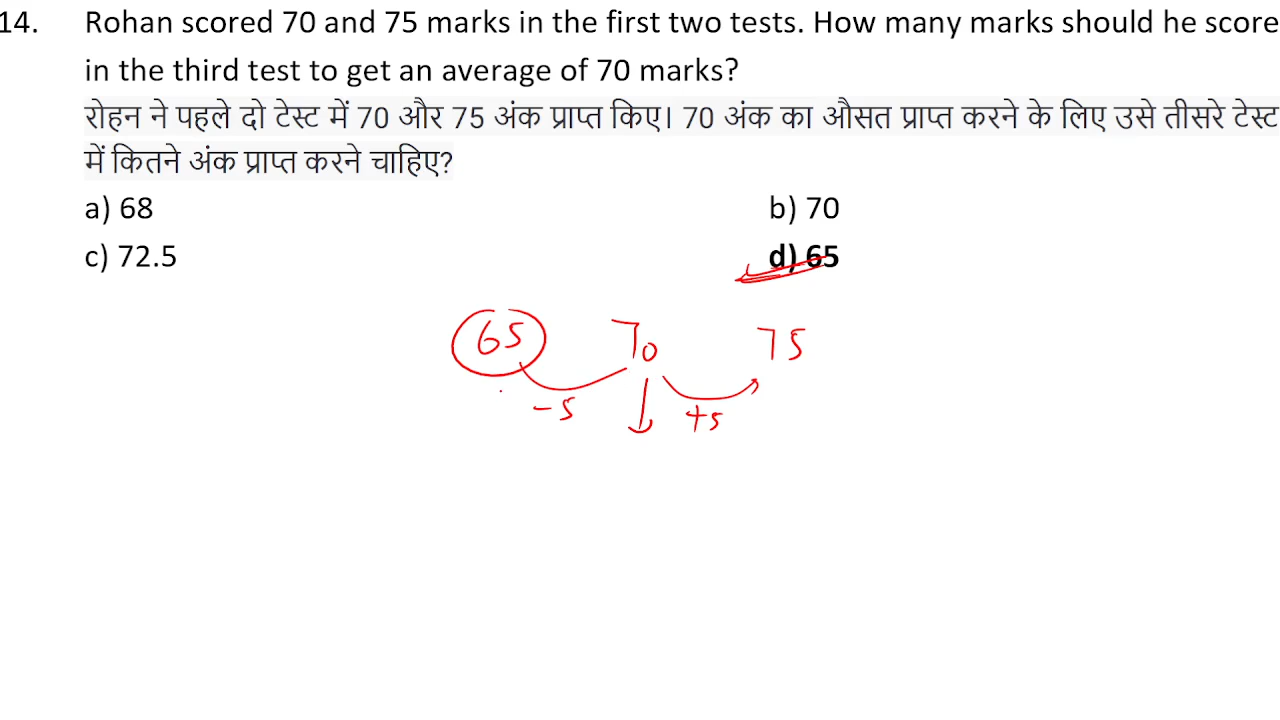 14. Rohan scored 70 and 75 marks in the first two tests. How many marks should he score
in the third test to get an average of 70 marks?
रोहन ने पहले दो टेस्ट में 70 और 75 अंक प्राप्त किए। 70 अंक का औसत प्राप्त करने के लिए उसे तीसरे टेस्ट
में कितने अंक प्राप्त करने चाहिए?
a) 68 b) 70
c) 72.5 d) 65
65 70 75
-5 +5